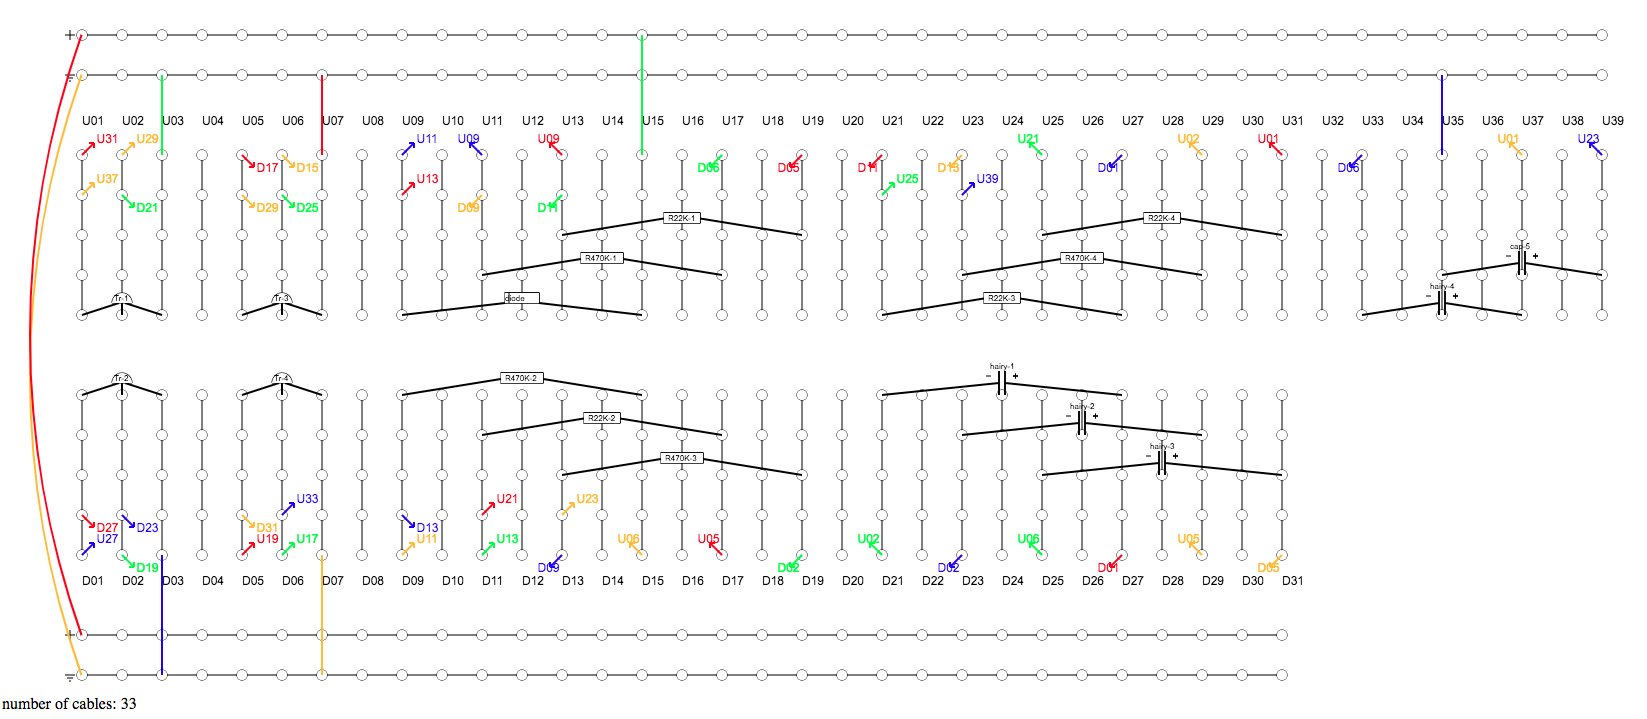 +
U01 U02 U03 U04 U05 U06 U07 U08 U09 U10 U11 U12 U13 U14 U15 U16 U17 U18 U19 U20 U21 U22 U23 U24 U25 U26 U27 U28 U29 U30 U31 U32 U33 U34 U35 U36 U37 U38 U39
U31 U29 U11 U09 U09 U21 U02 U01 U01 U23
D17 D15 D06 D05 D11 D13 D01 D06
U37 U13 U25 U39
D21 D29 D25 D09 D11
R22K-1 R22K-4
cap-5
- +
R470K-1 R470K-4
hairy-4
Tr-1 Tr-3 diode R22K-3 - +
hairy-1
Tr-2 Tr-4 R470K-2 - +
hairy-2
R22K-2 - +
hairy-3
R470K-3 - +
U33 U21 U23
D27 D23 D31 D13
U27 U19 U17 U11 U13 U06 U05 U02 U06 U05
D19 D09 D02 D02 D01 D05
D01 D02 D03 D04 D05 D06 D07 D08 D09 D10 D11 D12 D13 D14 D15 D16 D17 D18 D19 D20 D21 D22 D23 D24 D25 D26 D27 D28 D29 D30 D31
+
number of cables: 33